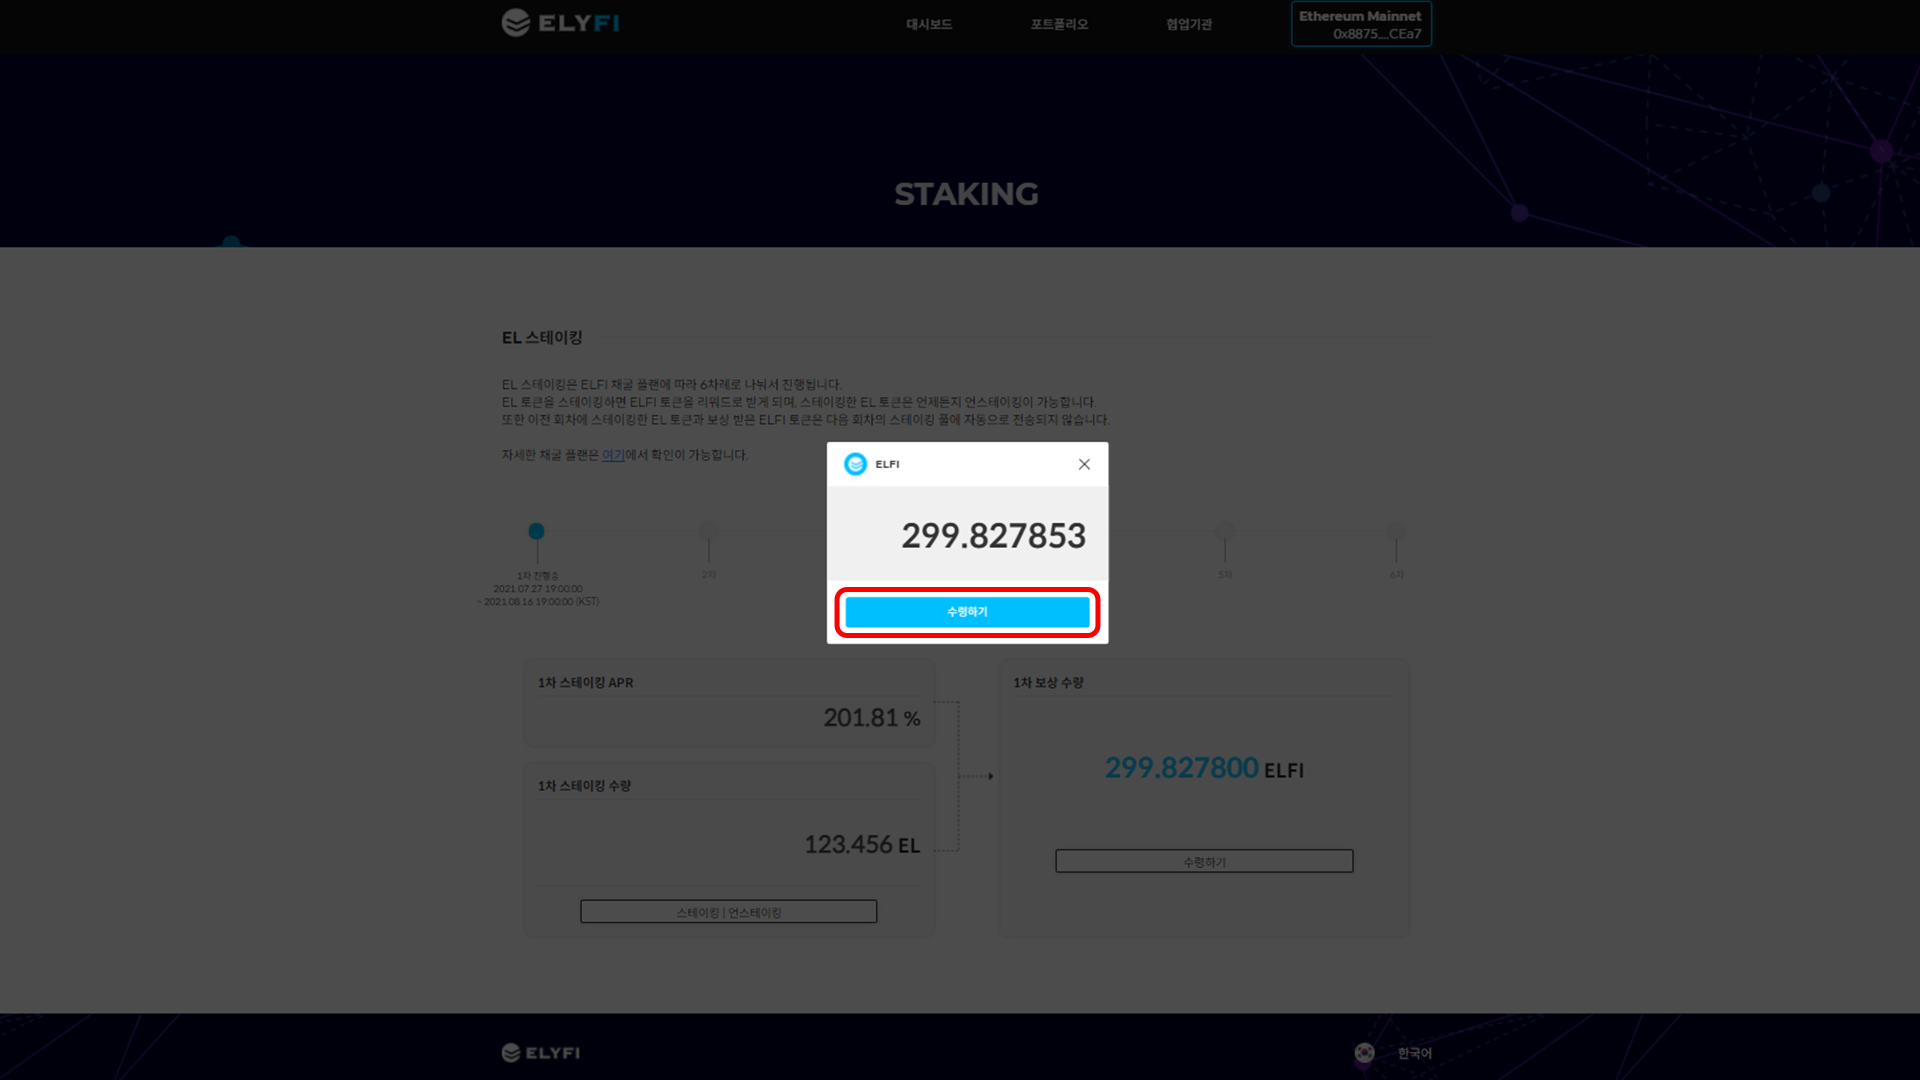 ELYFI
대시보드
포트폴리오
협업기관
Ethereum Mainnet
0x8875....CEa7
STAKING
EL 스테이킹
EL 스테이킹은 ELFI 채굴 플랜에 따라 6차례로 나눠서 진행됩니다.
EL 토큰을 스테이킹하면 ELFI 토큰을 리워드로 받게 되며, 스테이킹한 EL 토큰은 언제든지 언스테이킹이 가능합니다.
또한 이전 회차에 스테이킹한 EL 토큰과 보상 받은 ELFI 토큰은 다음 회차의 스테이킹 풀에 자동으로 전송되지 않습니다.
자세한 채굴 플랜은 여기에서 확인이 가능합니다.
ELFI
299.827853
수령하기
1차 진행중
2021.07.27 19:00:00
~ 2021.08.16 19:00:00 (KST)
2차
5차
6차
1차 스테이킹 APR
201.81 %
1차 스테이킹 수량
123.456 EL
스테이킹 | 언스테이킹
1차 보상 수량
299.827800 ELFI
수령하기
ELYFI
한국어